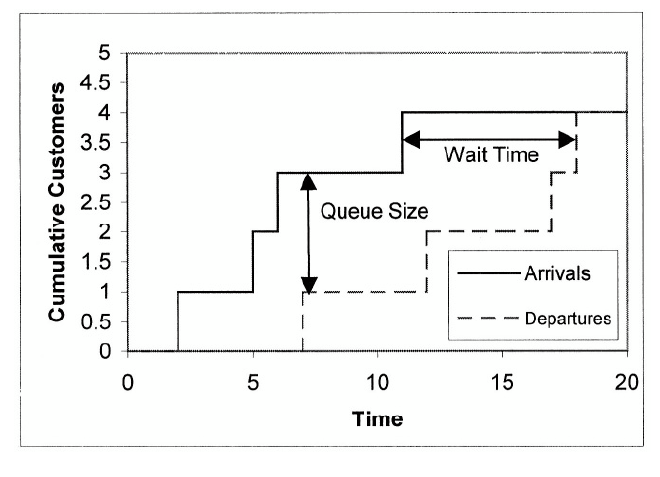 5
4.5
4
3.5
3
2.5
2
1.5
1
0.5
0
Cumulative Customers
Wait Time
Queue Size
Arrivals
Departures
0 5 10 15 20
Time